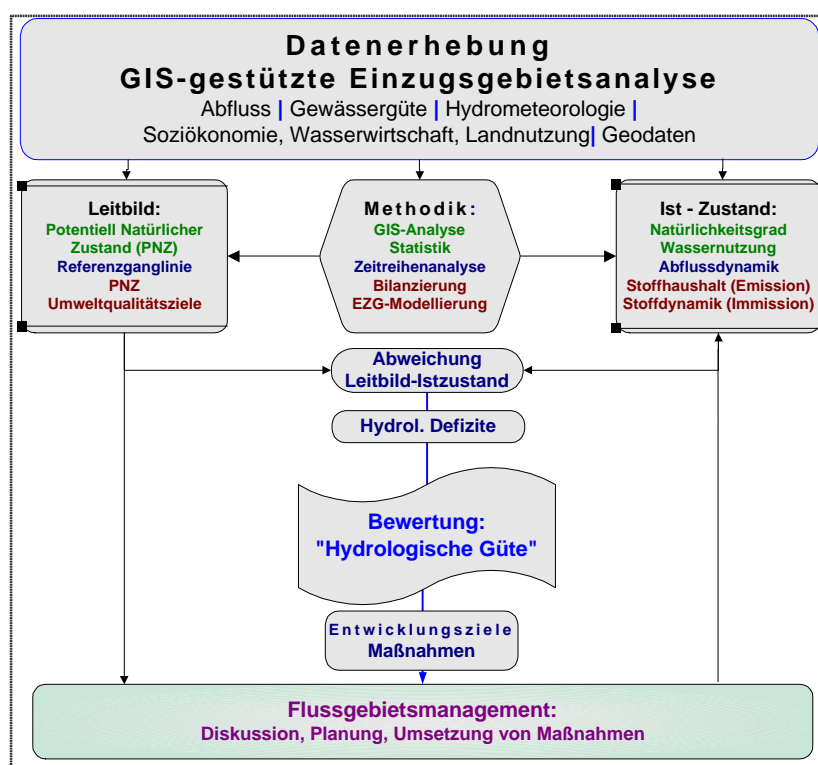 Datenerhebung
GIS-gestützte Einzugsgebietsanalyse
Abfluss | Gewässergüte | Hydrometeorologie |
Soziökonomie, Wasserwirtschaft, Landnutzung| Geodaten
Leitbild:
Potentiell Natürlicher
Zustand (PNZ)
Referenzganglinie
PNZ
Umweltqualitätsziele
Methodik:
GIS-Analyse
Statistik
Zeitreihenanalyse
Bilanzierung
EZG-Modellierung
Ist - Zustand:
Natürlichkeitsgrad
Wassernutzung
Abflussdynamik
Stoffhaushalt (Emission)
Stoffdynamik (Immission)
Abweichung
Leitbild-Istzustand
Hydrol. Defizite
Bewertung:
"Hydrologische Güte"
Entwicklungsziele
Maßnahmen
Flussgebietsmanagement:
Diskussion, Planung, Umsetzung von Maßnahmen